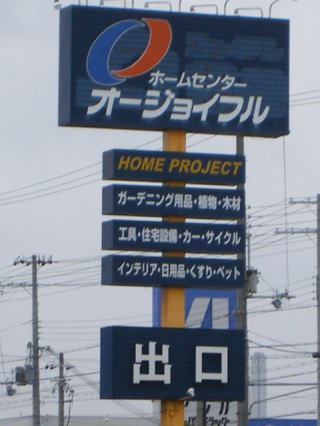 ホームセンター
オージョイフル
HOME PROJECT
ガーデニング用品・植物・木材
工具・住宅設備・カー・サイクル
インテリア・日用品・くすり・ペット
出口